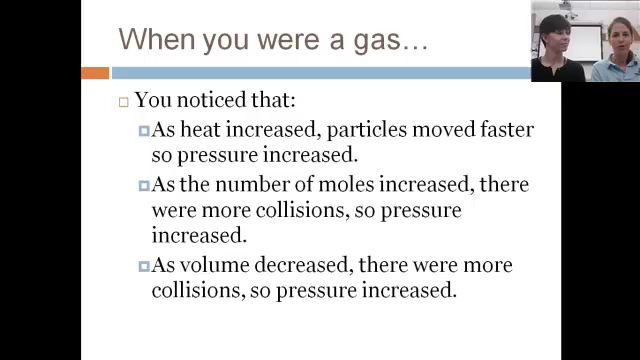 When you were a gas…
You noticed that:
As heat increased, particles moved faster
so pressure increased.
As the number of moles increased, there
were more collisions, so pressure
increased.
As volume decreased, there were more
collisions, so pressure increased.